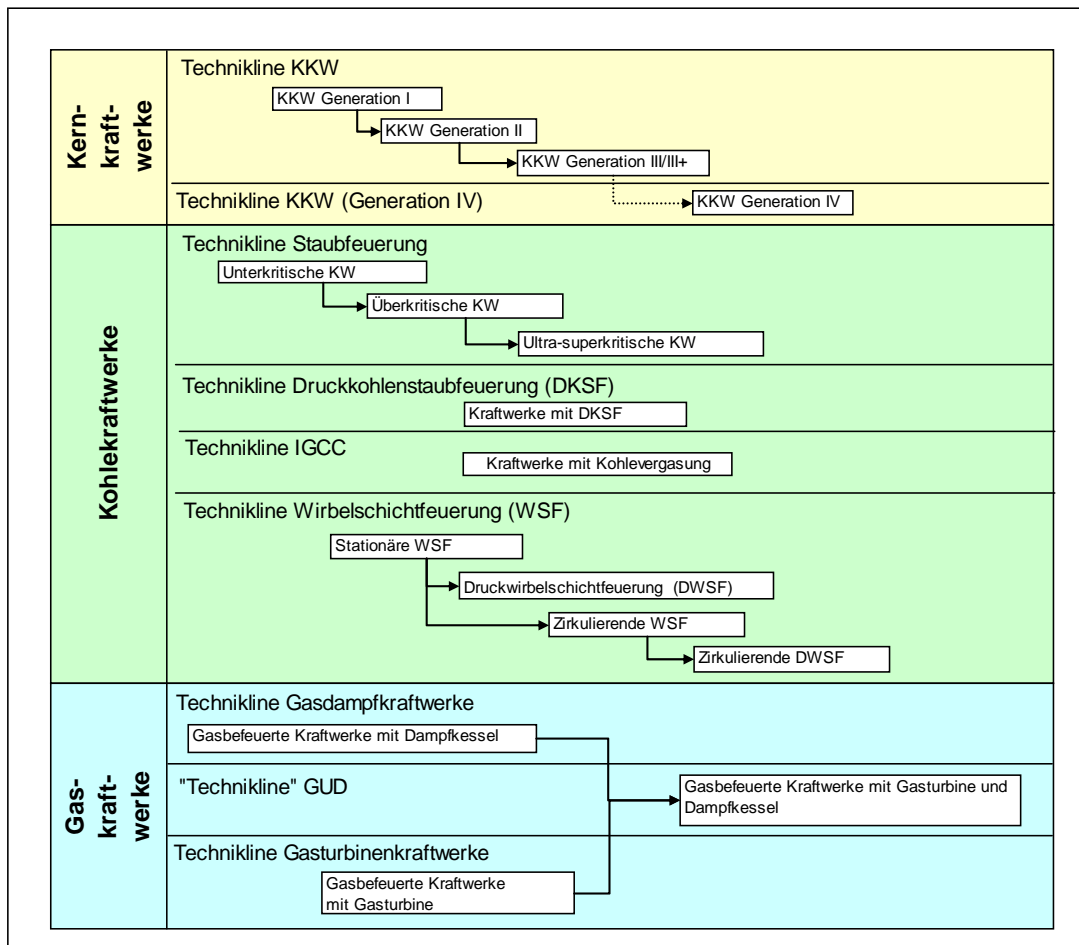 Kern-
kraft-
werke
Technikline KKW
KKW Generation I
KKW Generation II
KKW Generation III/III+
Technikline KKW (Generation IV)
KKW Generation IV
Kohlekraftwerke
Technikline Staubfeuerung
Unterkritische KW
Überkritische KW
Ultra-superkritische KW
Technikline Druckkohlenstaubfeuerung (DKSF)
Kraftwerke mit DKSF
Technikline IGCC
Kraftwerke mit Kohlevergasung
Technikline Wirbelschichtfeuerung (WSF)
Stationäre WSF
Druckwirbelschichtfeuerung (DWSF)
Zirkulierende WSF
Zirkulierende DWSF
Gas-
kraft-
werke
Technikline Gasdampfkraftwerke
Gasbefeuerte Kraftwerke mit Dampfkessel
"Technikline" GUD
Gasbefeuerte Kraftwerke mit Gasturbine und
Dampfkessel
Technikline Gasturbinenkraftwerke
Gasbefeuerte Kraftwerke
mit Gasturbine